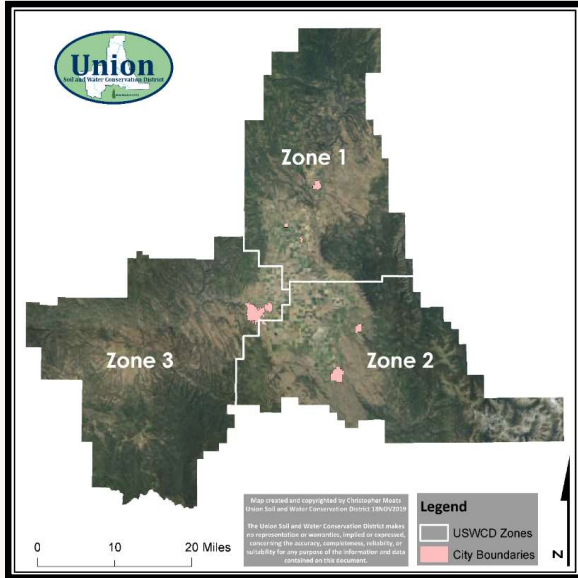 Union
Soil and Water Conservation District
Zone 1
Zone 3
Zone 2
Map created and copyrighted by Christopher Moats
Union Soil and Water Conservation District 18NOV2019
The Union Soil and Water Conservation District makes
no representation or warranties, implied or expressed,
concerning the accuracy, completeness, reliability, or
suitability for any purpose of the information and data
contained on this document.
Legend
USWCD Zones
City Boundaries
0 10 20 Miles
N